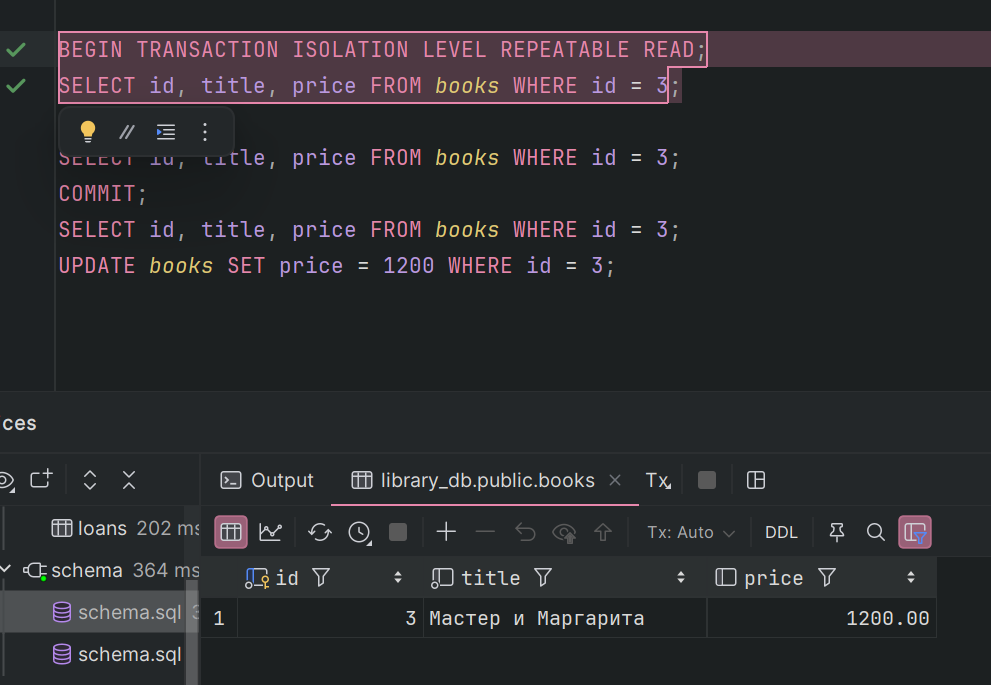 BEGIN TRANSACTION ISOLATION LEVEL REPEATABLE READ;
SELECT id, title, price FROM books WHERE id = 3;
SELECT id, title, price FROM books WHERE id = 3;
COMMIT;
SELECT id, title, price FROM books WHERE id = 3;
UPDATE books SET price = 1200 WHERE id = 3;
ces
Output library_db.public.books Tx
loans 202 ms
Tx: Auto DDL
schema 364 ms
id title price
schema.sql 3
1 3 Мастер и Маргарита 1200.00
schema.sql